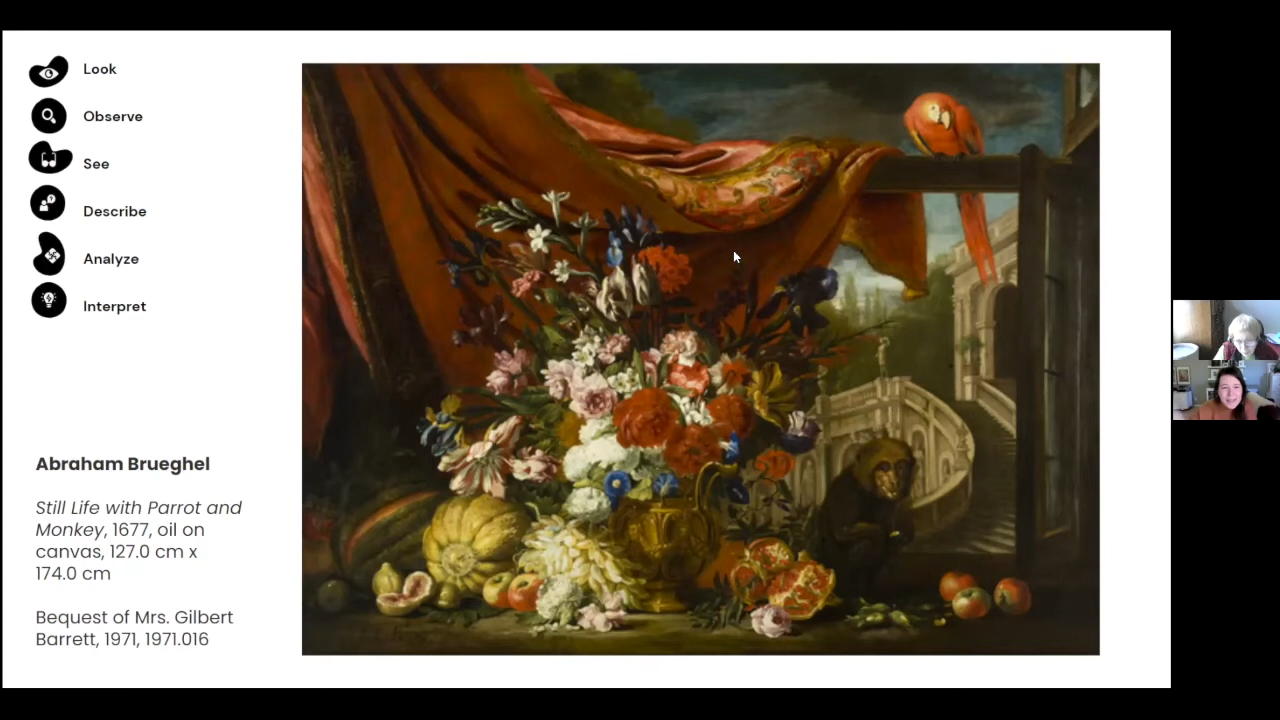 Look
Observe
See
Describe
Analyze
Interpret
Abraham Brueghel
Still Life with Parrot and
Monkey, 1677, oil on
canvas, 127.0 cm x
174.0 cm
Bequest of Mrs. Gilbert
Barrett, 1971, 1971.016